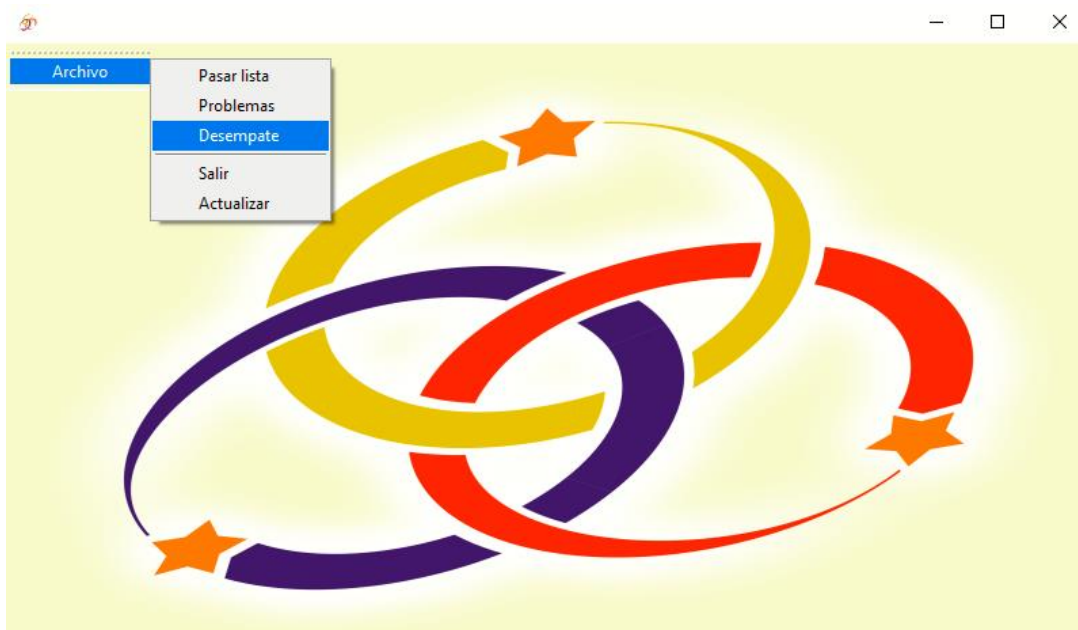 Archivo
Pasar lista
Problemas
Desempate
Salir
Actualizar